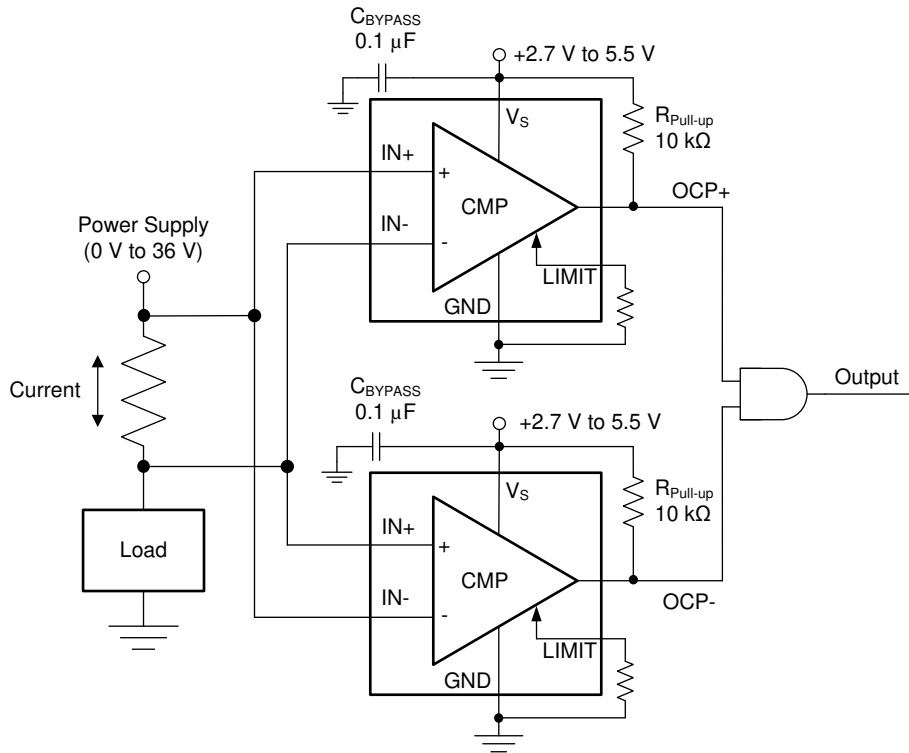 C_BYPASS
0.1 µF
+2.7 V to 5.5 V
V_S
R_Pull-up
10 kΩ
IN+
+
CMP
OCP+
IN-
-
Power Supply
(0 V to 36 V)
LIMIT
GND
Current
C_BYPASS
0.1 µF
Output
+2.7 V to 5.5 V
V_S
R_Pull-up
10 kΩ
IN+
+
Load
CMP
IN-
-
OCP-
LIMIT
GND